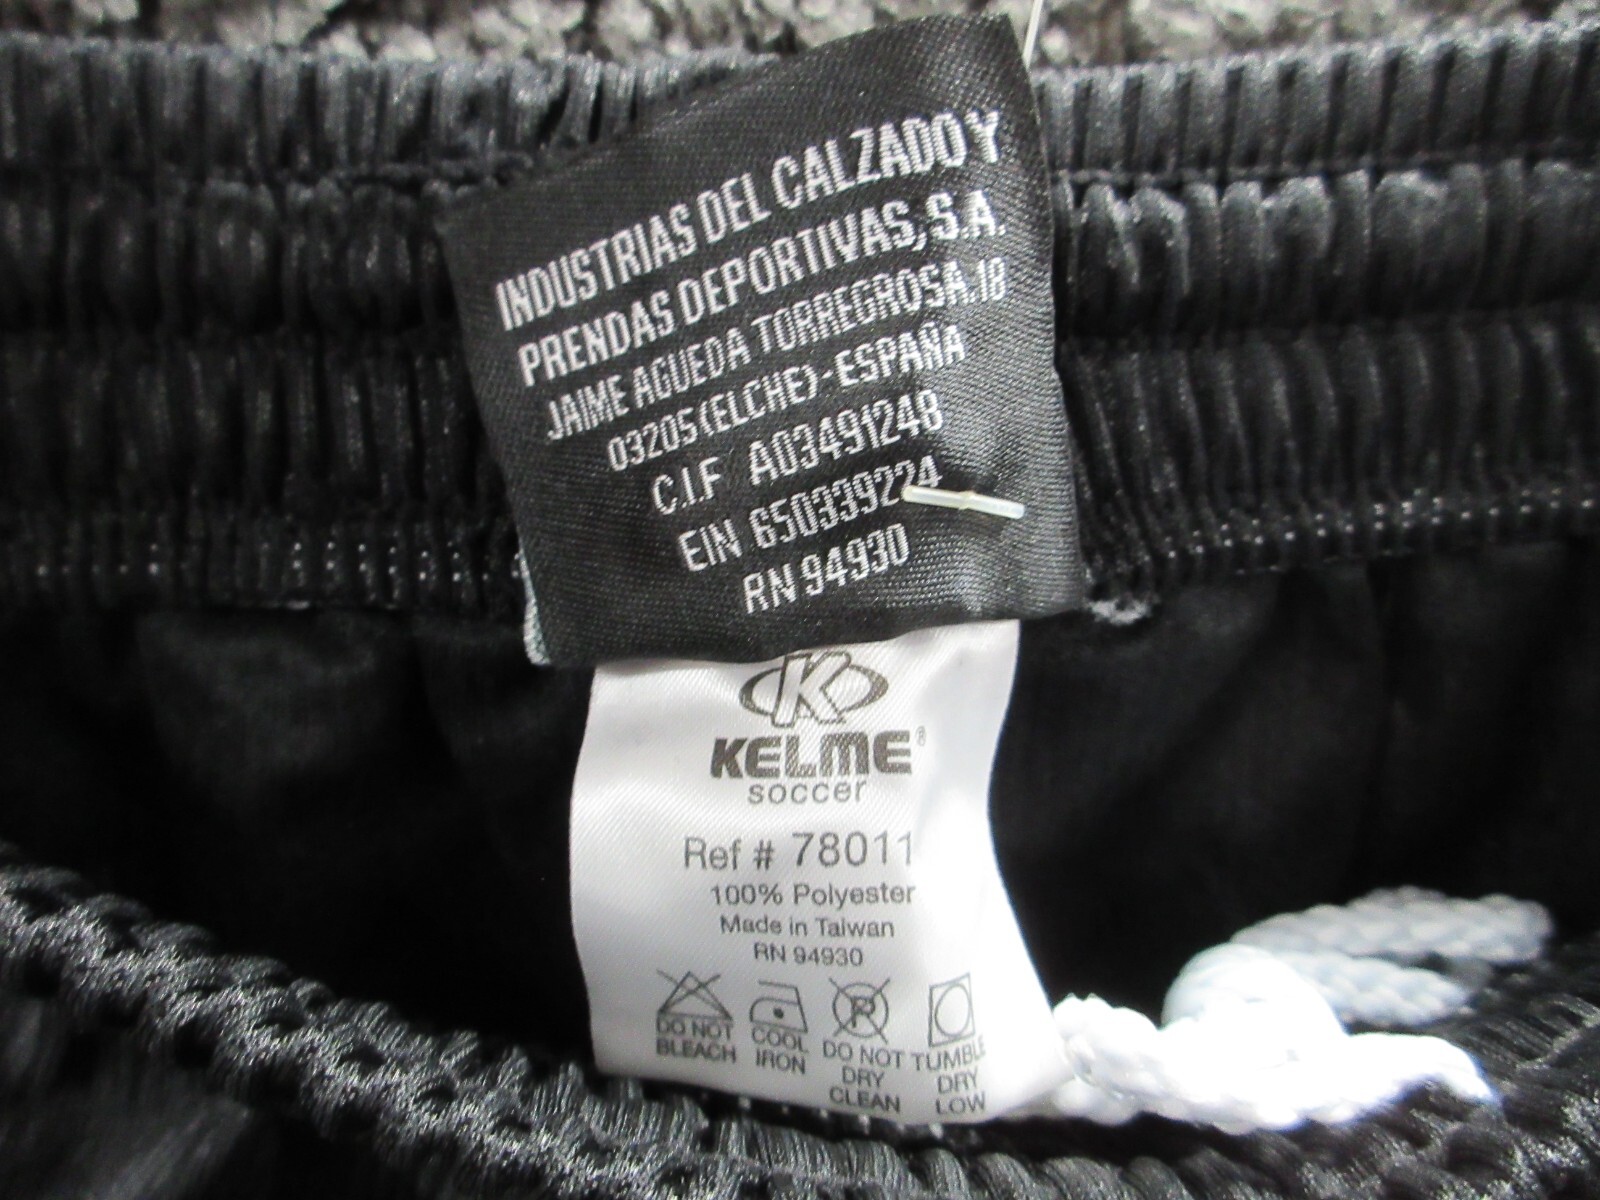 INDUSTRIAS DEL CALZADO Y
PRENDAS DEPORTIVAS, S.A.
JAIME AGUEDA TORREGROSA.18
03205 (ELCHE) - ESPAÑA
C.I.F A03491248
EIN 650339224
RN 94930
K
KELME®
soccer
Ref # 78011
100% Polyester
Made in Taiwan
RN 94930
P
DO NOT BLEACH
COOL IRON
DO NOT DRY CLEAN
TUMBLE DRY LOW